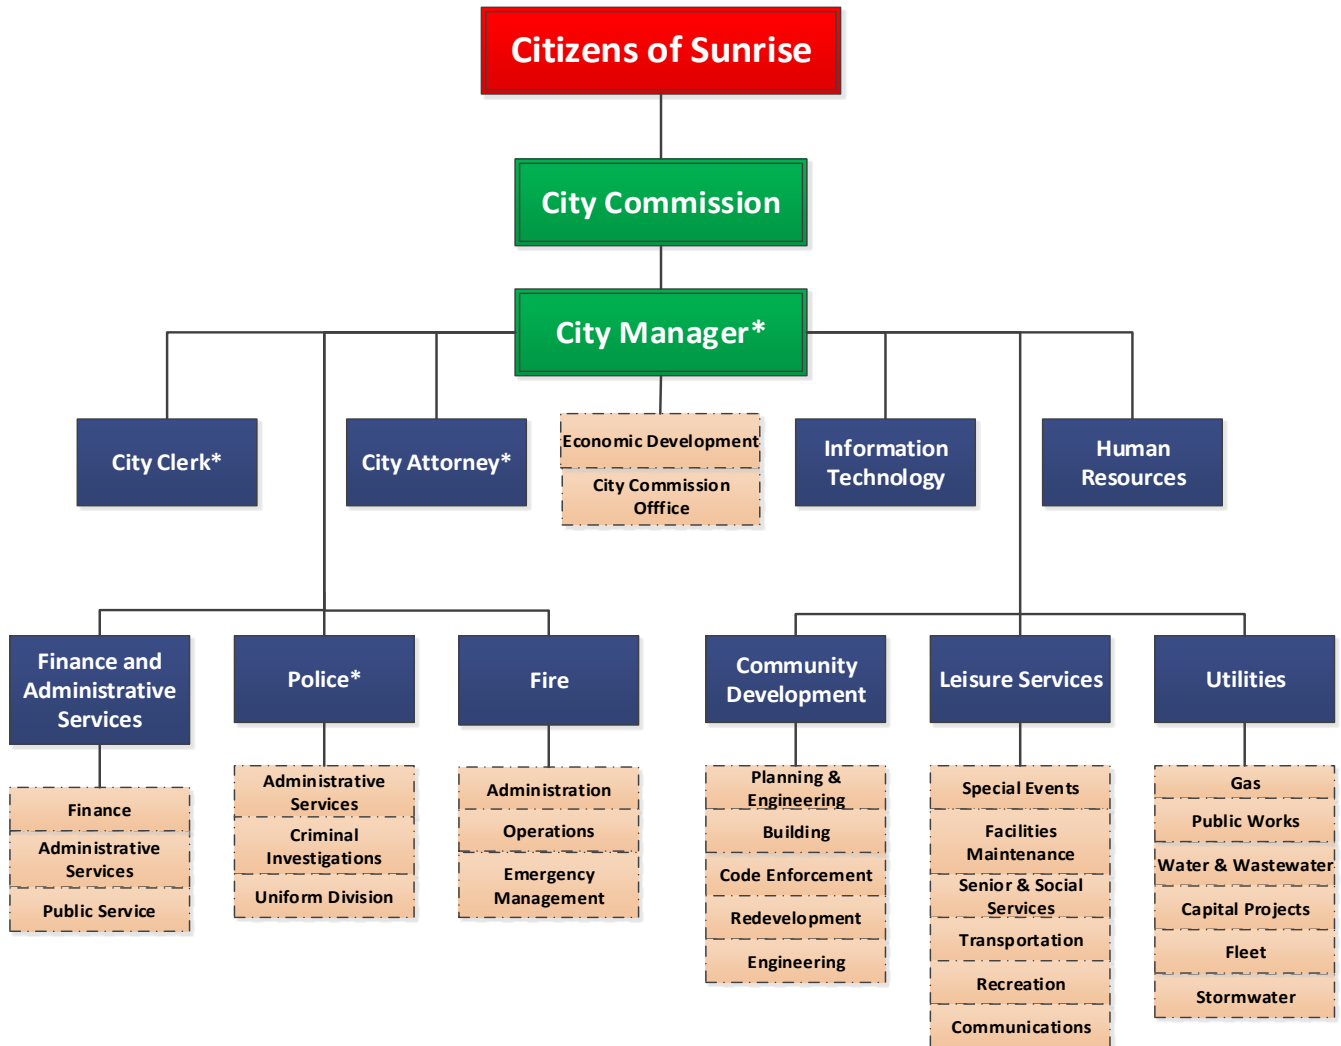 Citizens of Sunrise
City Commission
City Manager*
City Clerk*
City Attorney*
Economic Development
City Commission
Offfice
Information
Technology
Human
Resources
Finance and
Administrative
Services
Finance
Administrative
Services
Public Service
Police*
Administrative
Services
Criminal
Investigations
Uniform Division
Fire
Administration
Operations
Emergency
Management
Community
Development
Planning &
Engineering
Building
Code Enforcement
Redevelopment
Engineering
Leisure Services
Special Events
Facilities
Maintenance
Senior & Social
Services
Transportation
Recreation
Communications
Utilities
Gas
Public Works
Water & Wastewater
Capital Projects
Fleet
Stormwater